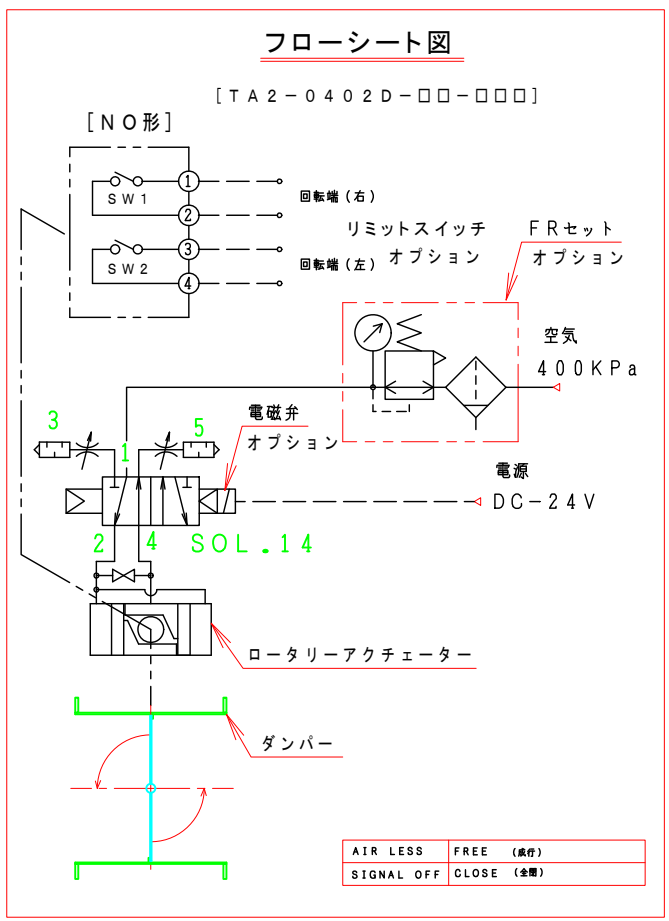 フローシート図
[TA2-0402D-□□-□□□]
[NO形]
1
SW1
回転端(右)
2
リミットスイッチ
オプション
3
SW2
回転端(左)
4
FRセット
オプション
空気
400KPa
電磁弁
オプション
3
1
5
電源
DC-24V
2
4
SOL.14
ロータリーアクチェーター
ダンパー
AIR LESS FREE
SIGNAL OFF CLOSE (全閉)